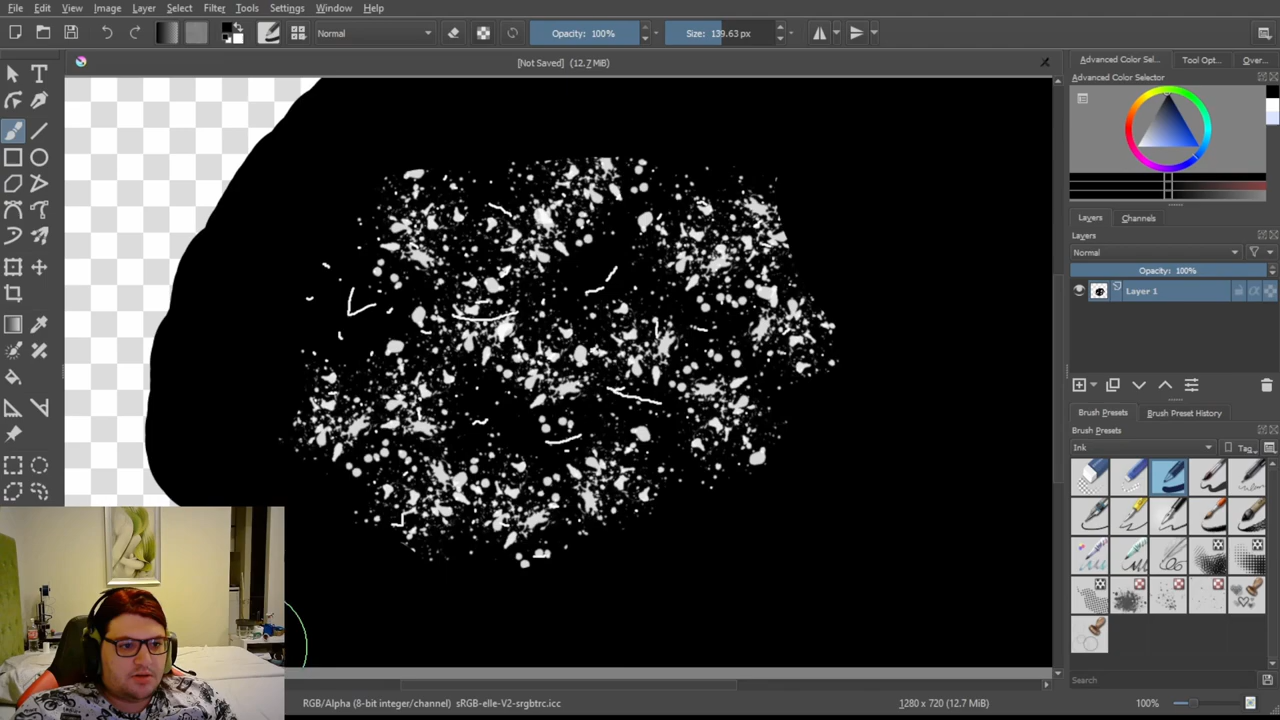 File Edit View Image Layer Select Filter Tools Settings Window Help
Normal Opacity: 100% Size: 139.63 px
[Not Saved] (12.7 MiB)
Advanced Color Sel... Tool Opt... Over...
Advanced Color Selector
Layers Channels
Layers
Normal
Opacity: 100%
Layer 1
Brush Presets Brush Preset History
Brush Presets
Ink Tag
Search
RGB/Alpha (8-bit integer/channel) sRGB-elle-V2-srgbtrc.icc 1280 x 720 (12.7 MiB) 100%